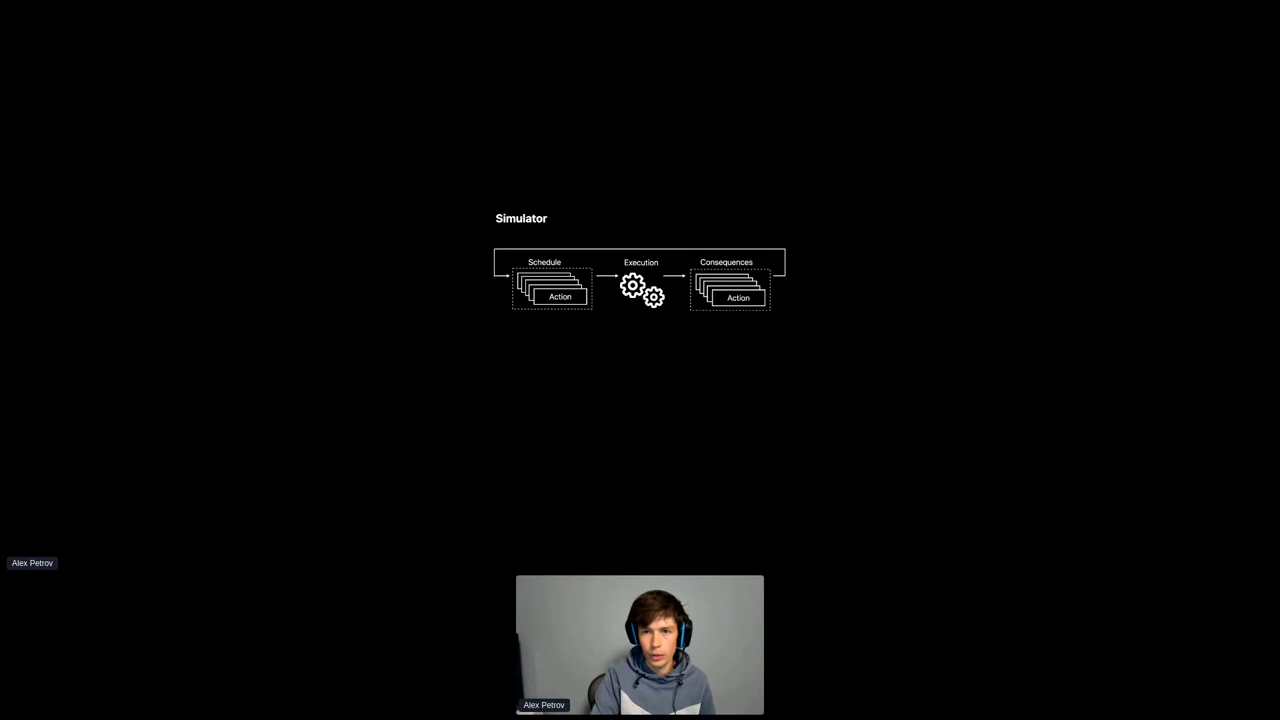 Simulator
Schedule
Execution
Consequences
Action
Action
Alex Petrov
Alex Petrov